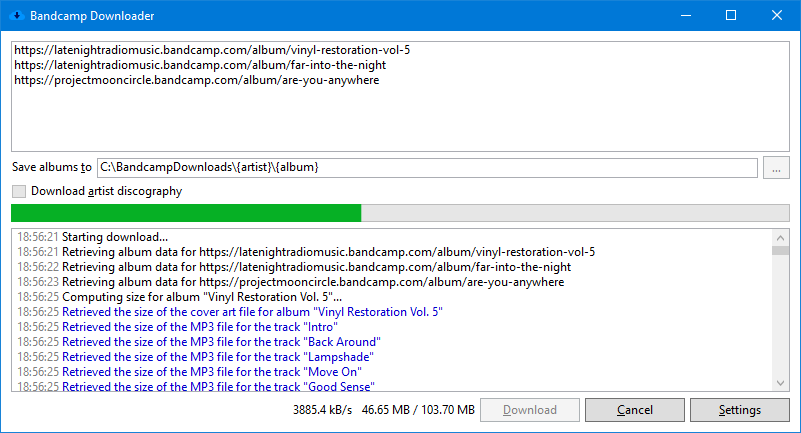 Bandcamp Downloader
https://latenightradiomusic.bandcamp.com/album/vinyl-restoration-vol-5
https://latenightradiomusic.bandcamp.com/album/far-into-the-night
https://projectmooncircle.bandcamp.com/album/are-you-anywhere
Save albums to C:\BandcampDownloads\{artist}\{album} ...
Download artist discography
18:56:21 Starting download...
18:56:21 Retrieving album data for https://latenightradiomusic.bandcamp.com/album/vinyl-restoration-vol-5
18:56:22 Retrieving album data for https://latenightradiomusic.bandcamp.com/album/far-into-the-night
18:56:23 Retrieving album data for https://projectmooncircle.bandcamp.com/album/are-you-anywhere
18:56:25 Computing size for album "Vinyl Restoration Vol. 5"...
18:56:25 Retrieved the size of the cover art file for album "Vinyl Restoration Vol. 5"
18:56:25 Retrieved the size of the MP3 file for the track "Intro"
18:56:25 Retrieved the size of the MP3 file for the track "Back Around"
18:56:25 Retrieved the size of the MP3 file for the track "Lampshade"
18:56:25 Retrieved the size of the MP3 file for the track "Move On"
18:56:25 Retrieved the size of the MP3 file for the track "Good Sense"
3885.4 kB/s 46.65 MB / 103.70 MB Download Cancel Settings